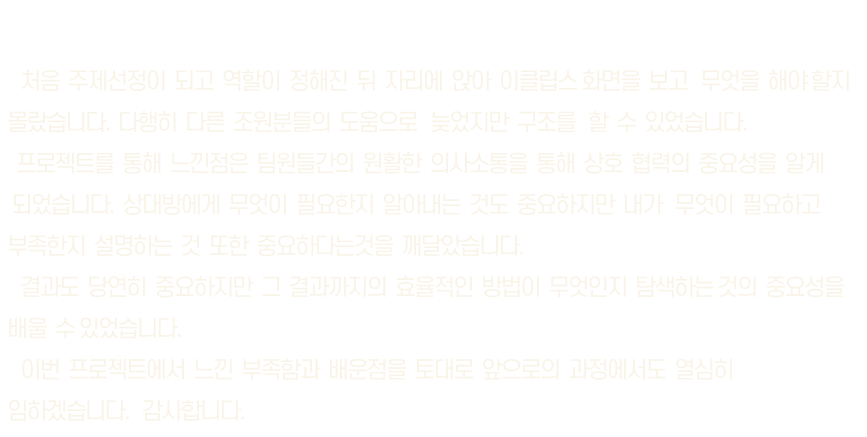 처음 주제선정이 되고 역할이 정해진 뒤 자리에 앉아 이클립스 화면을 보고 무엇을 해야할지
몰랐습니다. 다행히 다른 조원분들의 도움으로 늦었지만 구조를 할 수 있었습니다.
프로젝트를 통해 느낀점은 팀원들간의 원활한 의사소통을 통해 상호 협력의 중요성을 알게
되었습니다. 상대방에게 무엇이 필요한지 알아내는 것도 중요하지만 내가 무엇이 필요하고
부족한지 설명하는 것 또한 중요하다는것을 깨달았습니다.
결과도 당연히 중요하지만 그 결과까지의 효율적인 방법이 무엇인지 탐색하는 것의 중요성을
배울 수 있었습니다.
이번 프로젝트에서 느낀 부족함과 배운점을 토대로 앞으로의 과정에서도 열심히
임하겠습니다. 감사합니다.